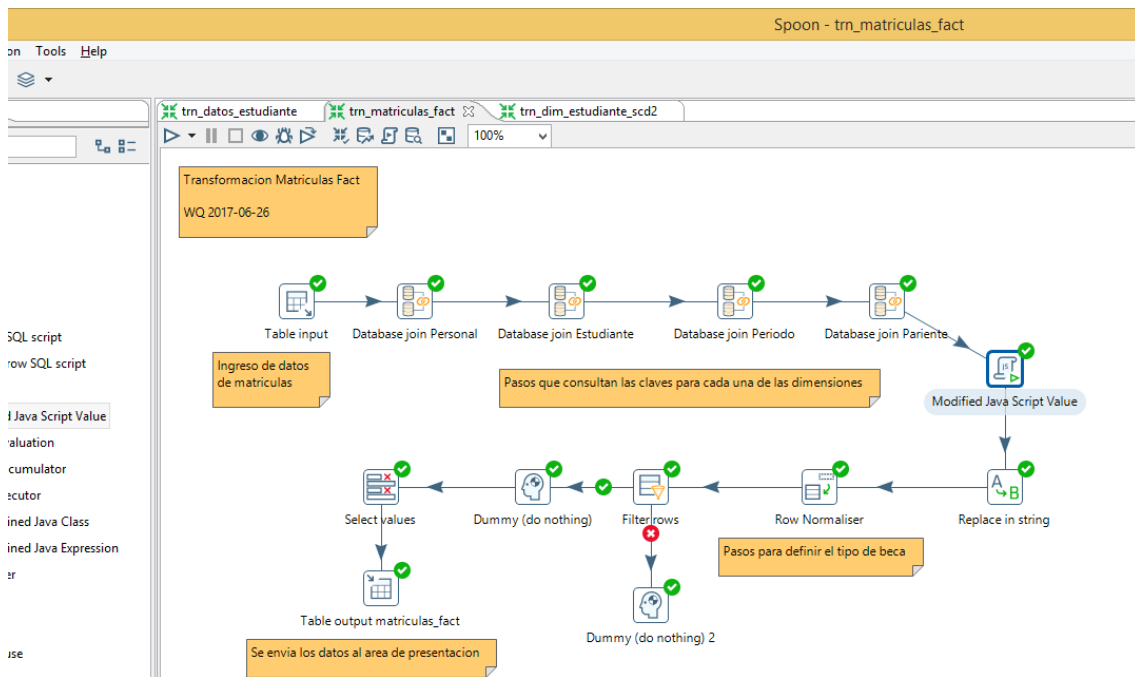 Spoon - trn_matriculas_fact
on Tools Help
trn_datos_estudiante trn_matriculas_fact trn_dim_estudiante_scd2
100%
Transformacion Matriculas Fact
WQ 2017-06-26
Table input
Database join Personal
Database join Estudiante
Database join Periodo
Database join Pariente
Ingreso de datos
de matriculas
Pasos que consultan las claves para cada una de las dimensiones
JS
Modified Java Script Value
SQL script
row SQL script
d Java Script Value
valuation
ccumulator
ecutor
ined Java Class
ined Java Expression
er
use
A
B
Select values
Dummy (do nothing)
Filter rows
Row Normaliser
Replace in string
Pasos para definir el tipo de beca
Table output matriculas_fact
Dummy (do nothing) 2
Se envia los datos al area de presentacion